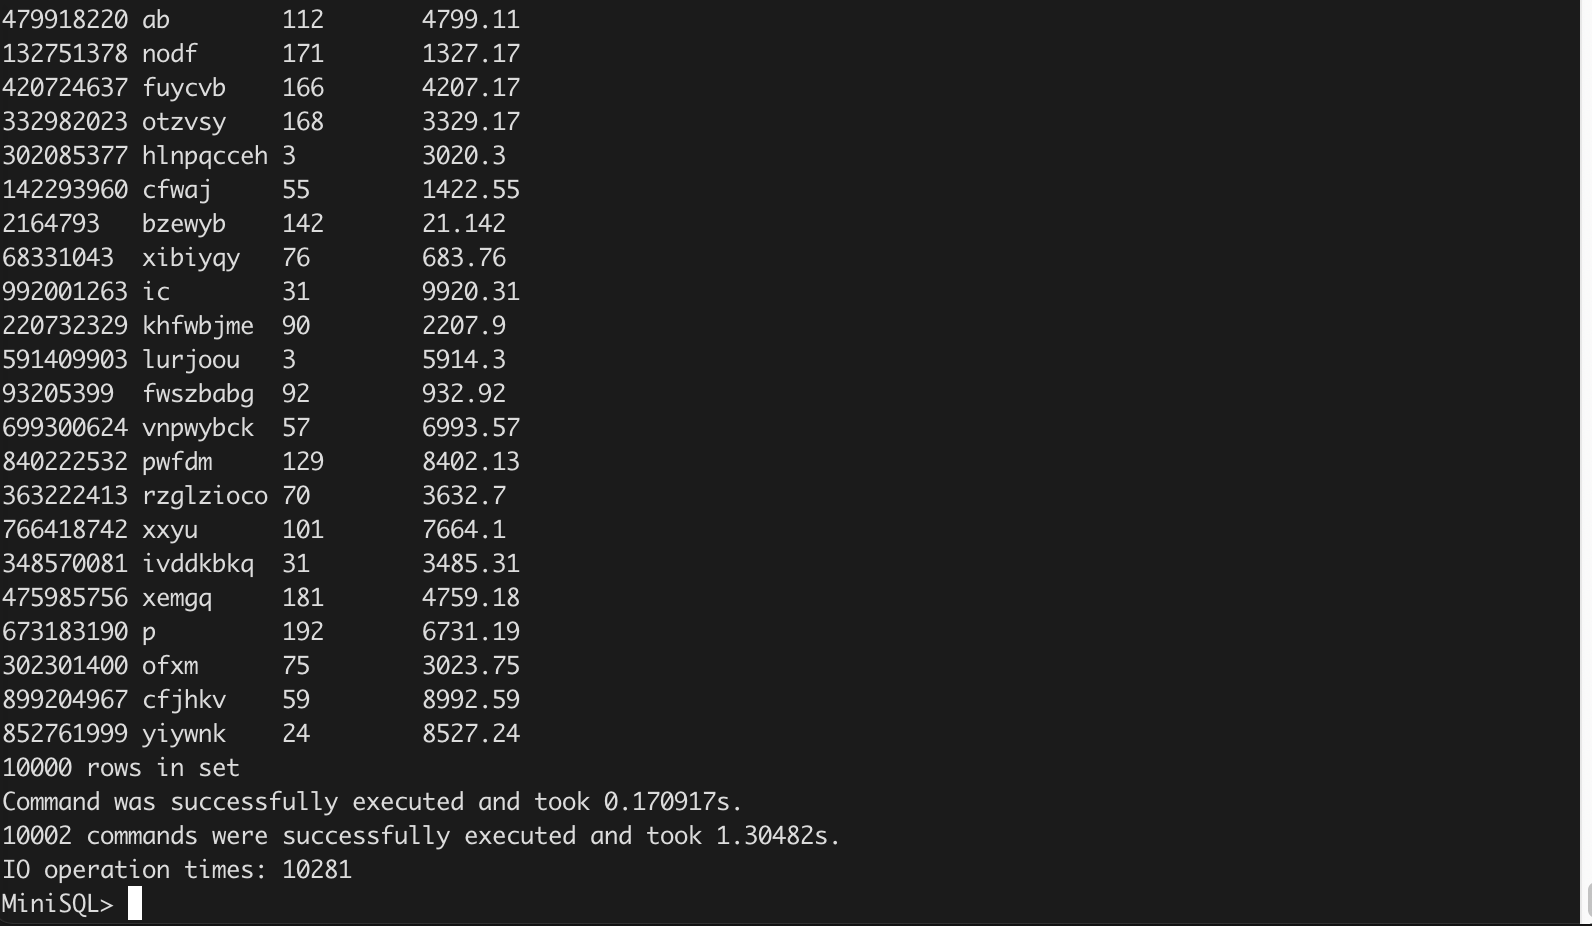 479918220 ab        112       4799.11
132751378 nodf      171       1327.17
420724637 fuycvb    166       4207.17
332982023 otzvsy    168       3329.17
302085377 hlnpqcceh 3         3020.3
142293960 cfwaj     55        1422.55
2164793   bzewyb    142       21.142
68331043  xibiyqy   76        683.76
992001263 ic        31        9920.31
220732329 khfwbjme  90        2207.9
591409903 lurjoou   3         5914.3
93205399  fwszbabg  92        932.92
699300624 vnpwybck  57        6993.57
840222532 pwfdm     129       8402.13
363222413 rzglzioco 70        3632.7
766418742 xxyu      101       7664.1
348570081 ivddkbkq  31        3485.31
475985756 xemgq     181       4759.18
673183190 p         192       6731.19
302301400 ofxm      75        3023.75
899204967 cfjhkv    59        8992.59
852761999 yiywnk    24        8527.24
10000 rows in set
Command was successfully executed and took 0.170917s.
10002 commands were successfully executed and took 1.30482s.
IO operation times: 10281
MiniSQL>